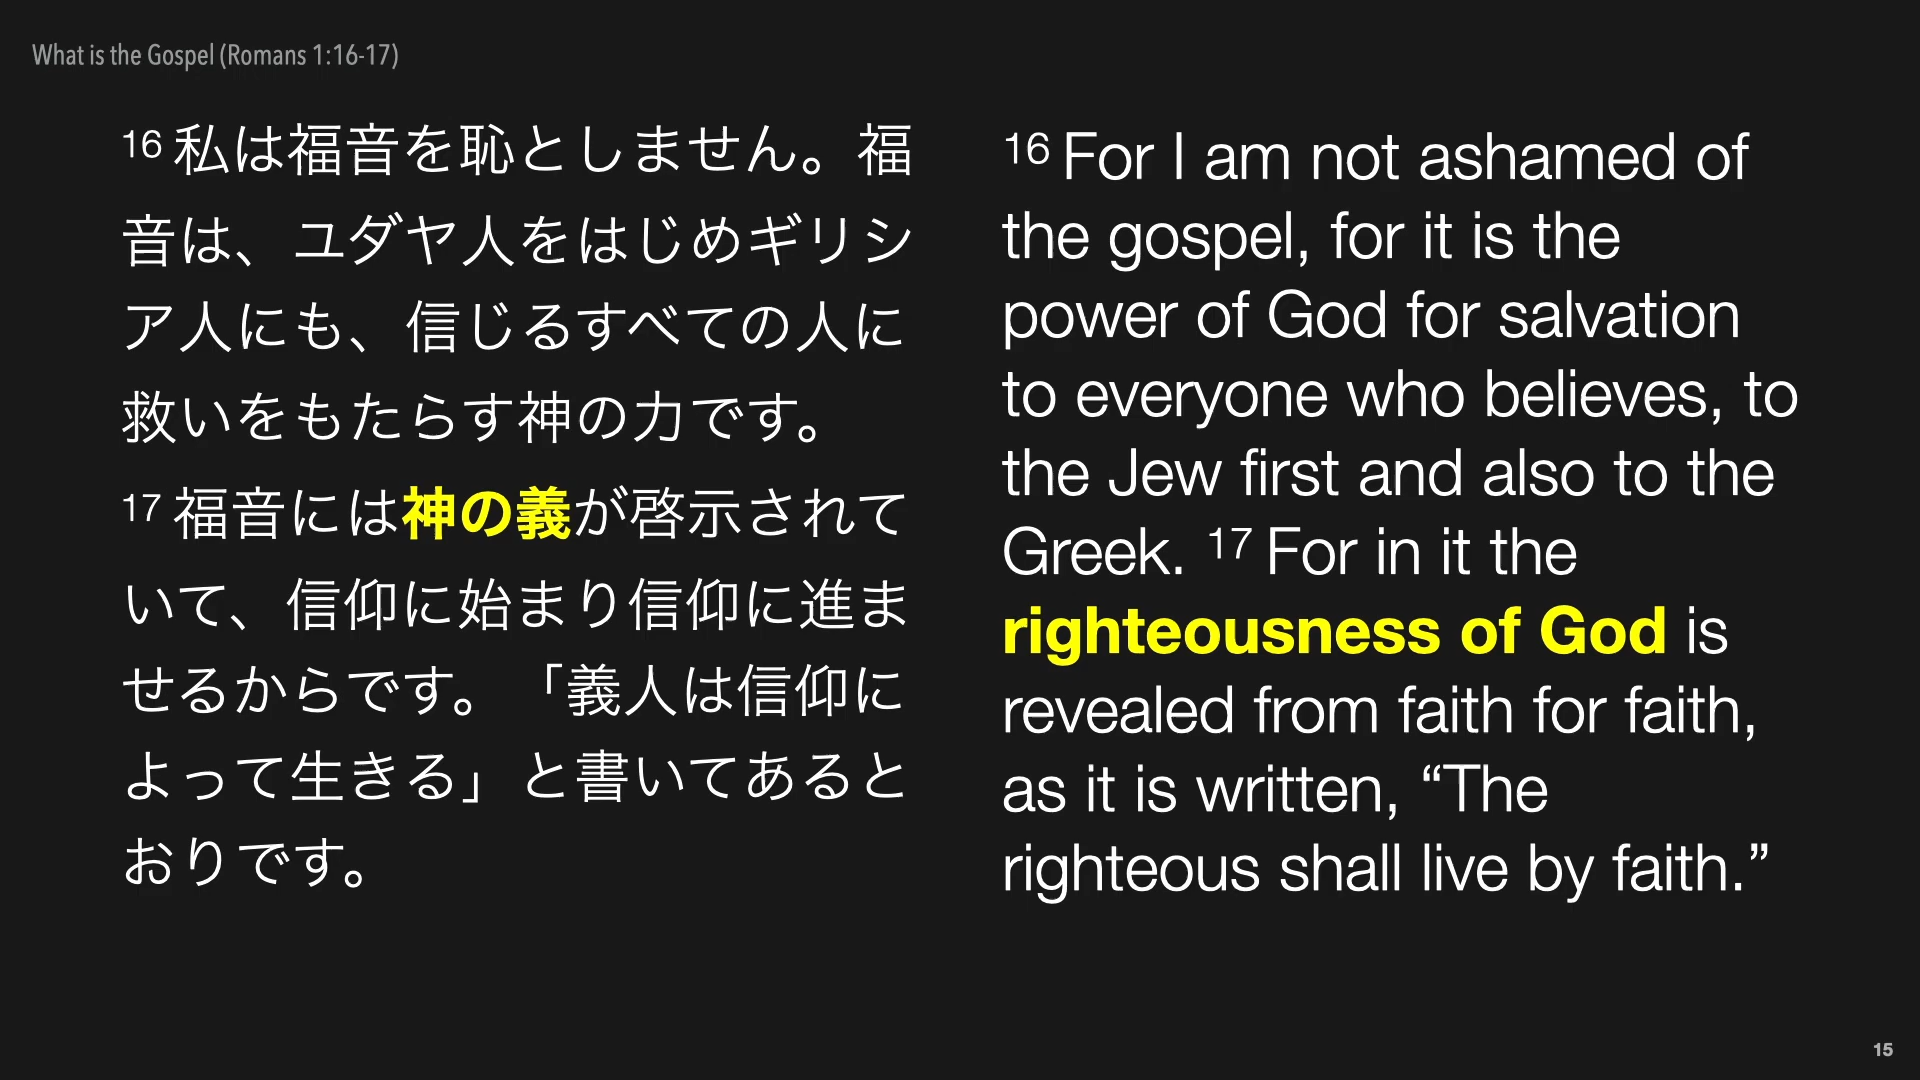 What is the Gospel (Romans 1:16-17)
16 私は福音を恥としません。福
音は、ユダヤ人をはじめギリシ
ア人にも、信じるすべての人に
救いをもたらす神の力です。
17 福音には神の義が啓示されて
いて、信仰に始まり信仰に進ま
せるからです。「義人は信仰に
よって生きる」と書いてあると
おりです。
16 For I am not ashamed of
the gospel, for it is the
power of God for salvation
to everyone who believes, to
the Jew first and also to the
Greek. 17 For in it the
righteousness of God is
revealed from faith for faith,
as it is written, “The
righteous shall live by faith.”
15